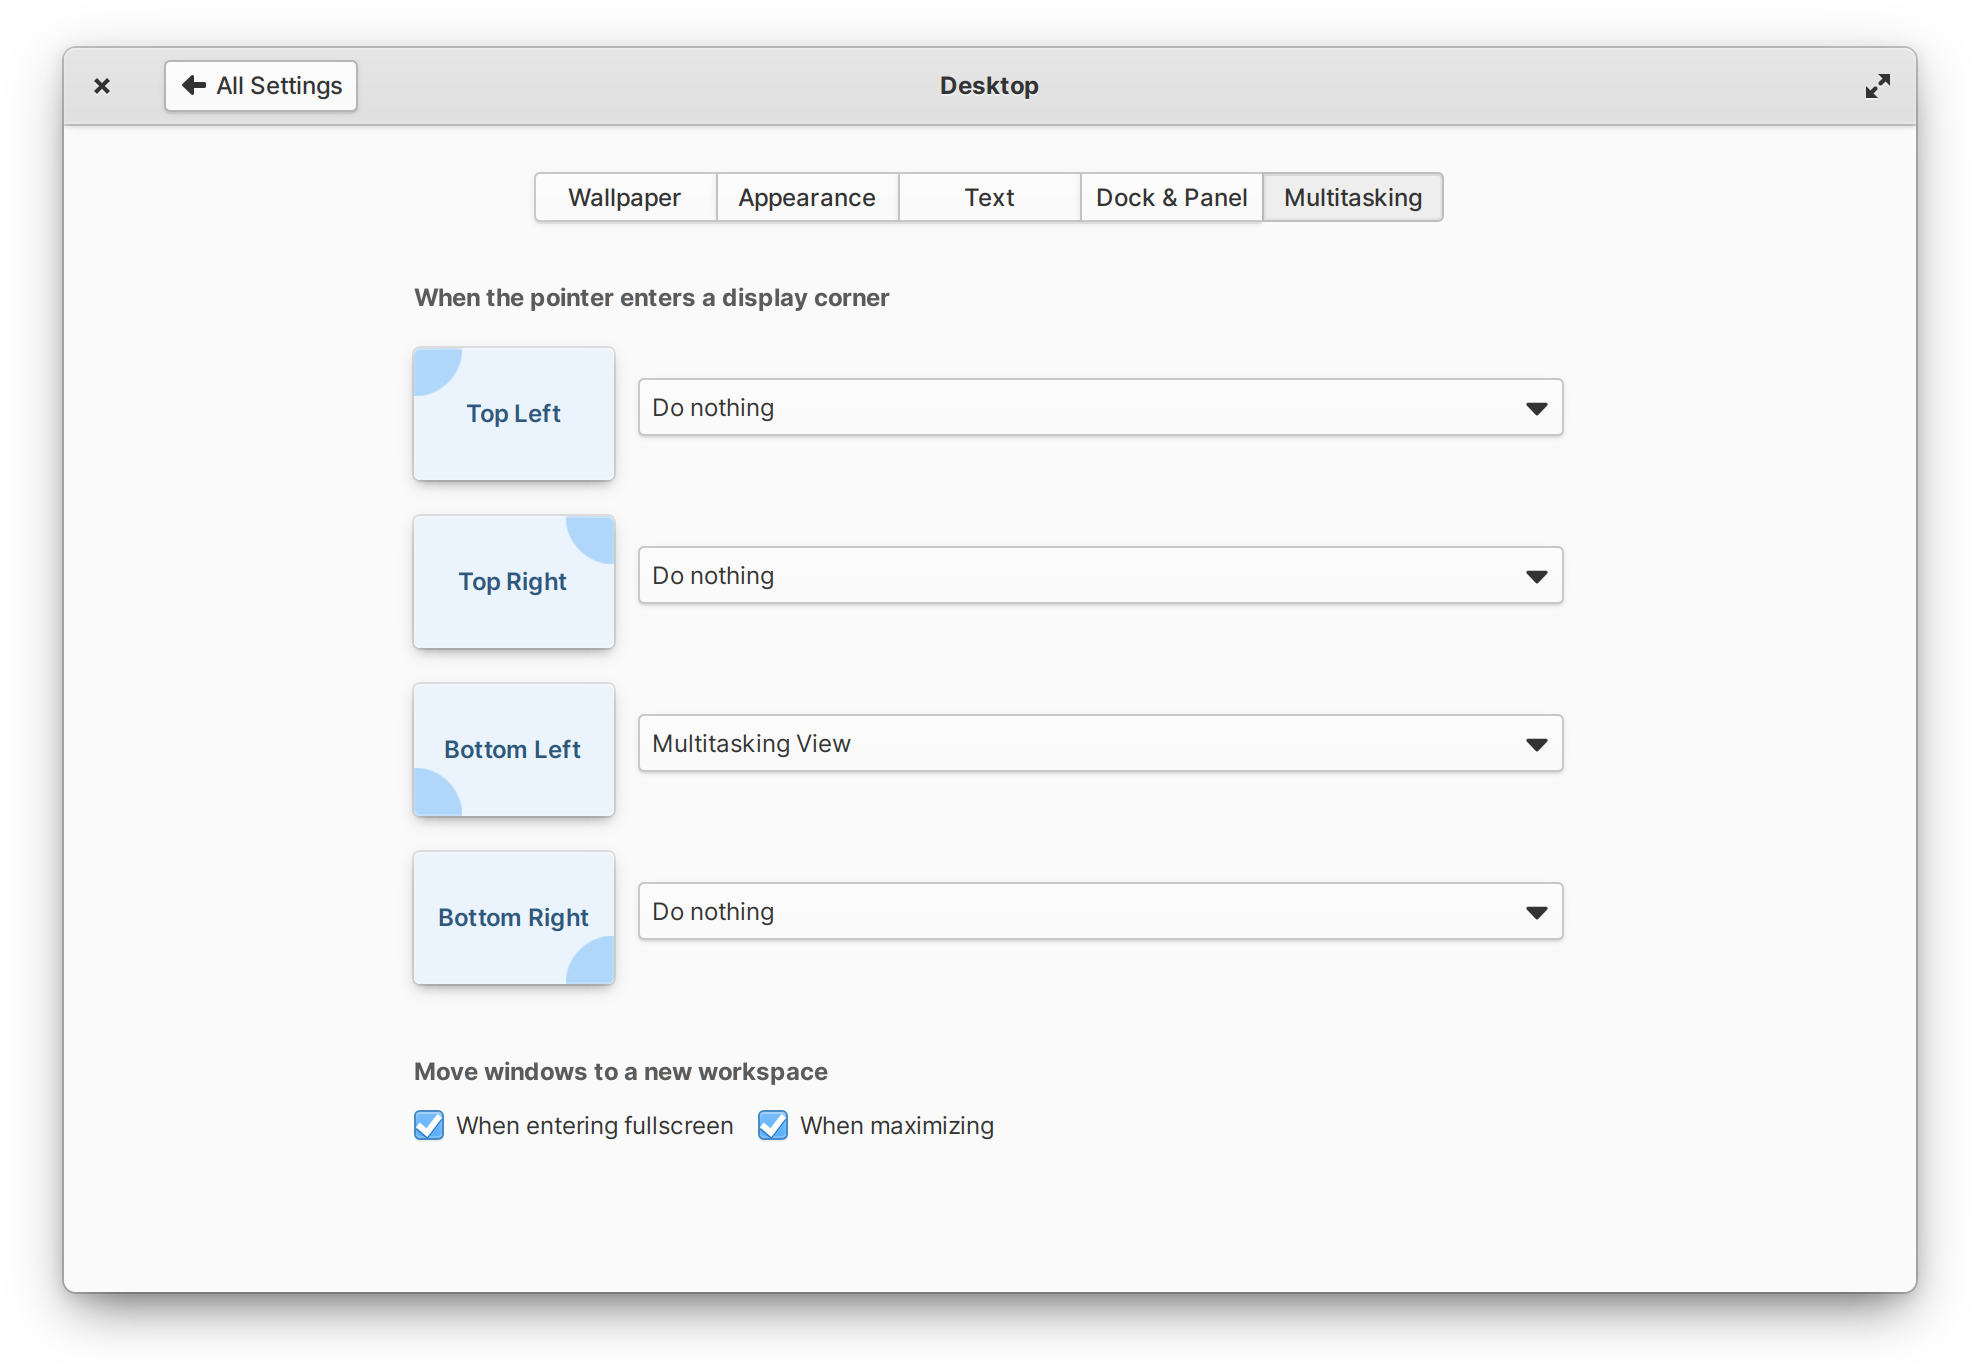 All Settings
Desktop
Wallpaper
Appearance
Text
Dock & Panel
Multitasking
When the pointer enters a display corner
Top Left
Do nothing
Top Right
Do nothing
Bottom Left
Multitasking View
Bottom Right
Do nothing
Move windows to a new workspace
When entering fullscreen
When maximizing